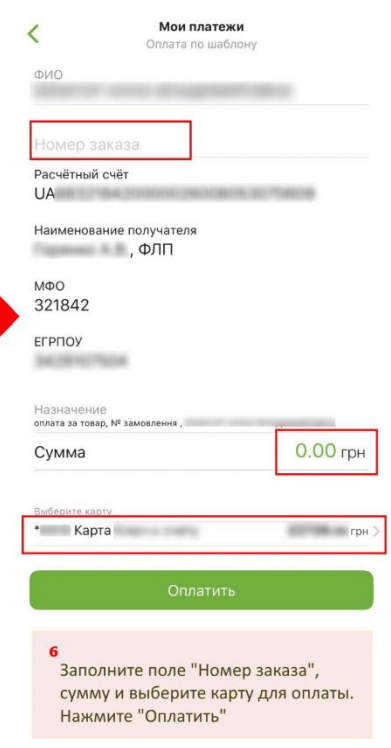 Мои платежи
Оплата по шаблону
ФИО
Номер заказа
Расчётный счёт
UA
Наименование получателя
, ФЛП
МФО
321842
ЕГРПОУ
Назначение
оплата за товар, № замовлення ,
Сумма 0.00 грн
Выберите карту
* Карта грн
Оплатить
6
Заполните поле "Номер заказа",
сумму и выберите карту для оплаты.
Нажмите "Оплатить"